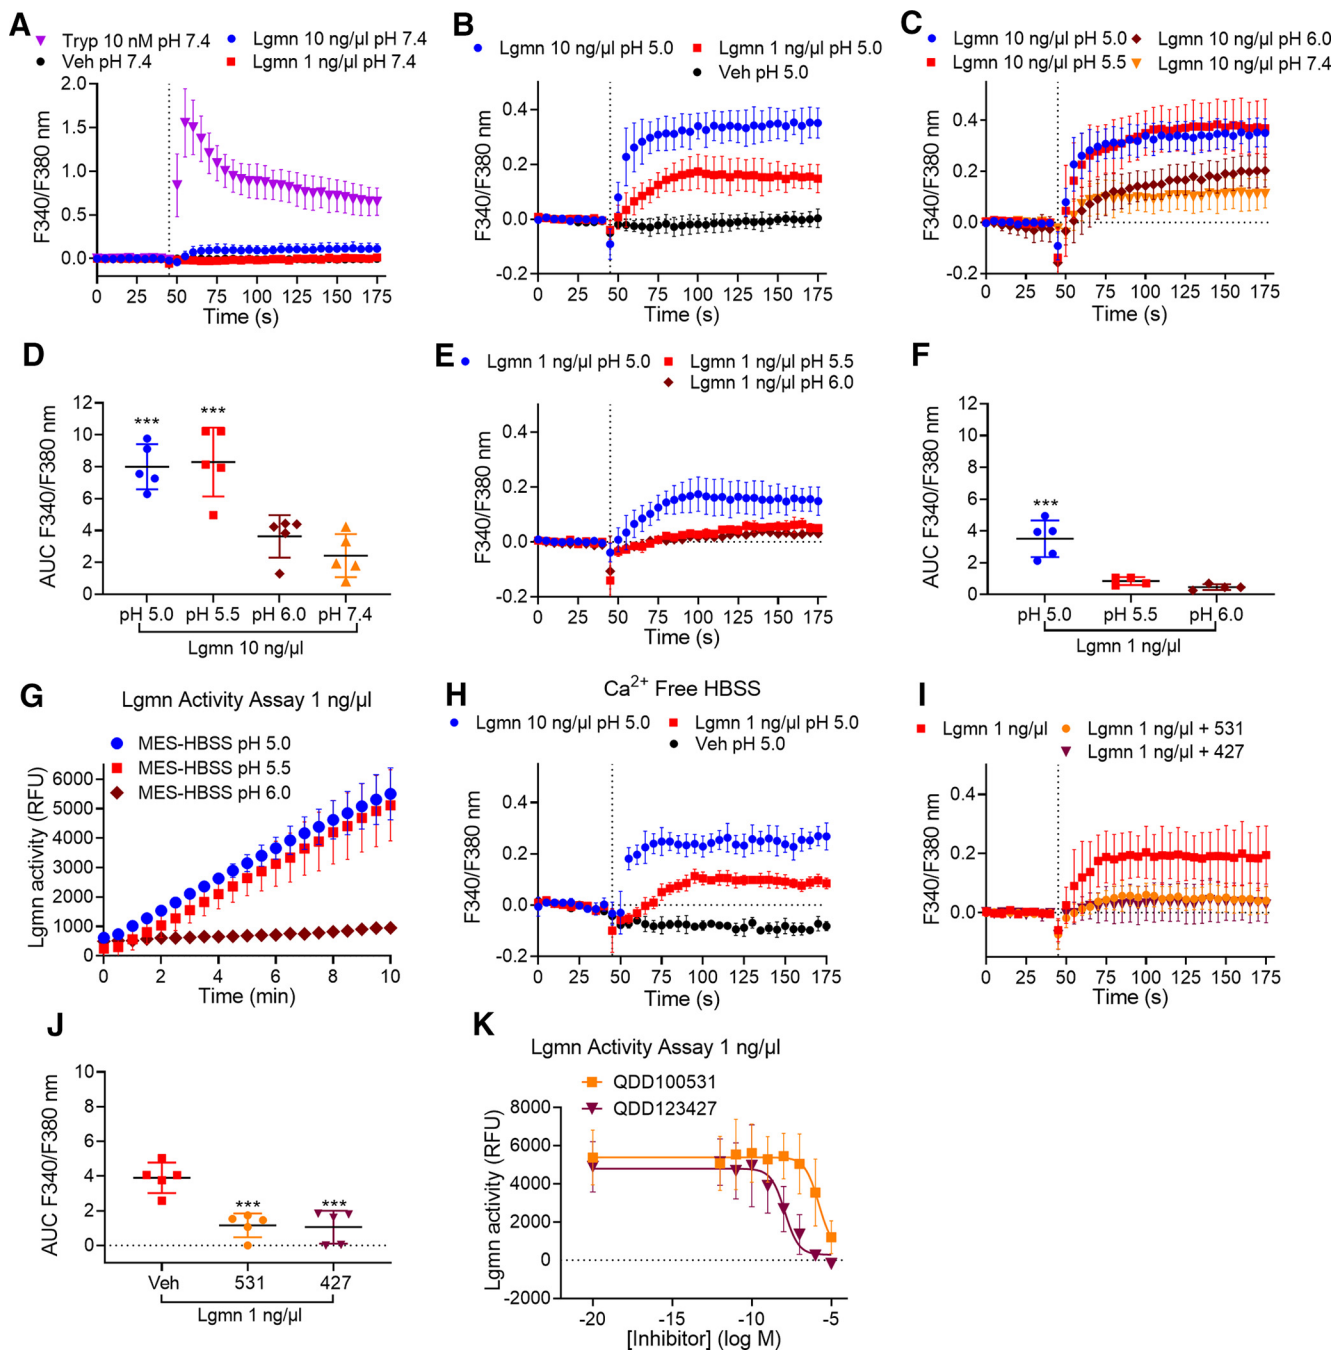 A
Tryp 10 nM pH 7.4
Lgmn 10 ng/µl pH 7.4
Veh pH 7.4
Lgmn 1 ng/µl pH 7.4
F340/F380 nm
2.0
1.5
1.0
0.5
0.0
0 25 50 75 100 125 150 175
Time (s)
B
Lgmn 10 ng/µl pH 5.0
Lgmn 1 ng/µl pH 5.0
Veh pH 5.0
F340/F380 nm
0.4
0.2
0.0
-0.2
0 25 50 75 100 125 150 175
Time (s)
C
Lgmn 10 ng/µl pH 5.0
Lgmn 10 ng/µl pH 6.0
Lgmn 10 ng/µl pH 5.5
Lgmn 10 ng/µl pH 7.4
F340/F380 nm
0.4
0.2
0.0
-0.2
0 25 50 75 100 125 150 175
Time (s)
D
AUC F340/F380 nm
12
10
8
6
4
2
0
*** ***
pH 5.0 pH 5.5 pH 6.0 pH 7.4
Lgmn 10 ng/µl
E
Lgmn 1 ng/µl pH 5.0
Lgmn 1 ng/µl pH 5.5
Lgmn 1 ng/µl pH 6.0
F340/F380 nm
0.4
0.2
0.0
-0.2
0 25 50 75 100 125 150 175
Time (s)
F
AUC F340/F380 nm
12
10
8
6
4
2
0
***
pH 5.0 pH 5.5 pH 6.0
Lgmn 1 ng/µl
G
Lgmn Activity Assay 1 ng/µl
MES-HBSS pH 5.0
MES-HBSS pH 5.5
MES-HBSS pH 6.0
Lgmn activity (RFU)
6000
5000
4000
3000
2000
1000
0
0 2 4 6 8 10
Time (min)
H
Ca2+ Free HBSS
Lgmn 10 ng/µl pH 5.0
Lgmn 1 ng/µl pH 5.0
Veh pH 5.0
F340/F380 nm
0.4
0.2
0.0
-0.2
0 25 50 75 100 125 150 175
Time (s)
I
Lgmn 1 ng/µl
Lgmn 1 ng/µl + 531
Lgmn 1 ng/µl + 427
F340/F380 nm
0.4
0.2
0.0
0 25 50 75 100 125 150 175
Time (s)
J
AUC F340/F380 nm
10
8
6
4
2
0
*** ***
Veh 531 427
Lgmn 1 ng/µl
K
Lgmn Activity Assay 1 ng/µl
QDD100531
QDD123427
Lgmn activity (RFU)
8000
6000
4000
2000
0
-2000
-20 -15 -10 -5
[Inhibitor] (log M)